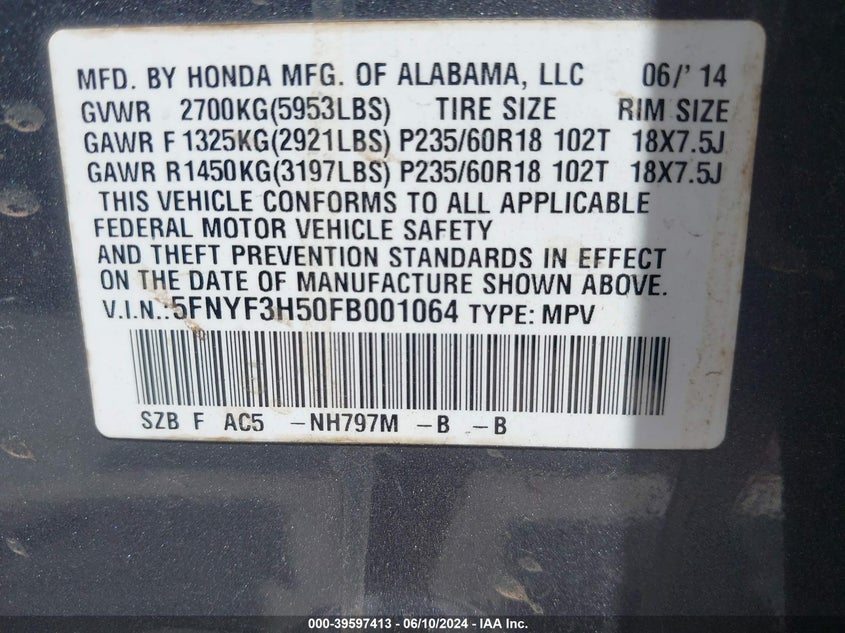 MFD. BY HONDA MFG. OF ALABAMA, LLC 06/' 14
GVWR 2700KG(5953LBS) TIRE SIZE RIM SIZE
GAWR F 1325KG(2921LBS) P235/60R18 102T 18X7.5J
GAWR R1450KG(3197LBS) P235/60R18 102T 18X7.5J
THIS VEHICLE CONFORMS TO ALL APPLICABLE
FEDERAL MOTOR VEHICLE SAFETY
AND THEFT PREVENTION STANDARDS IN EFFECT
ON THE DATE OF MANUFACTURE SHOWN ABOVE.
V.I.N.:5FNYF3H50FB001064 TYPE: MPV
SZB F AC5 -NH797M -B -B
000-39597413 - 06/10/2024 - IAA Inc.